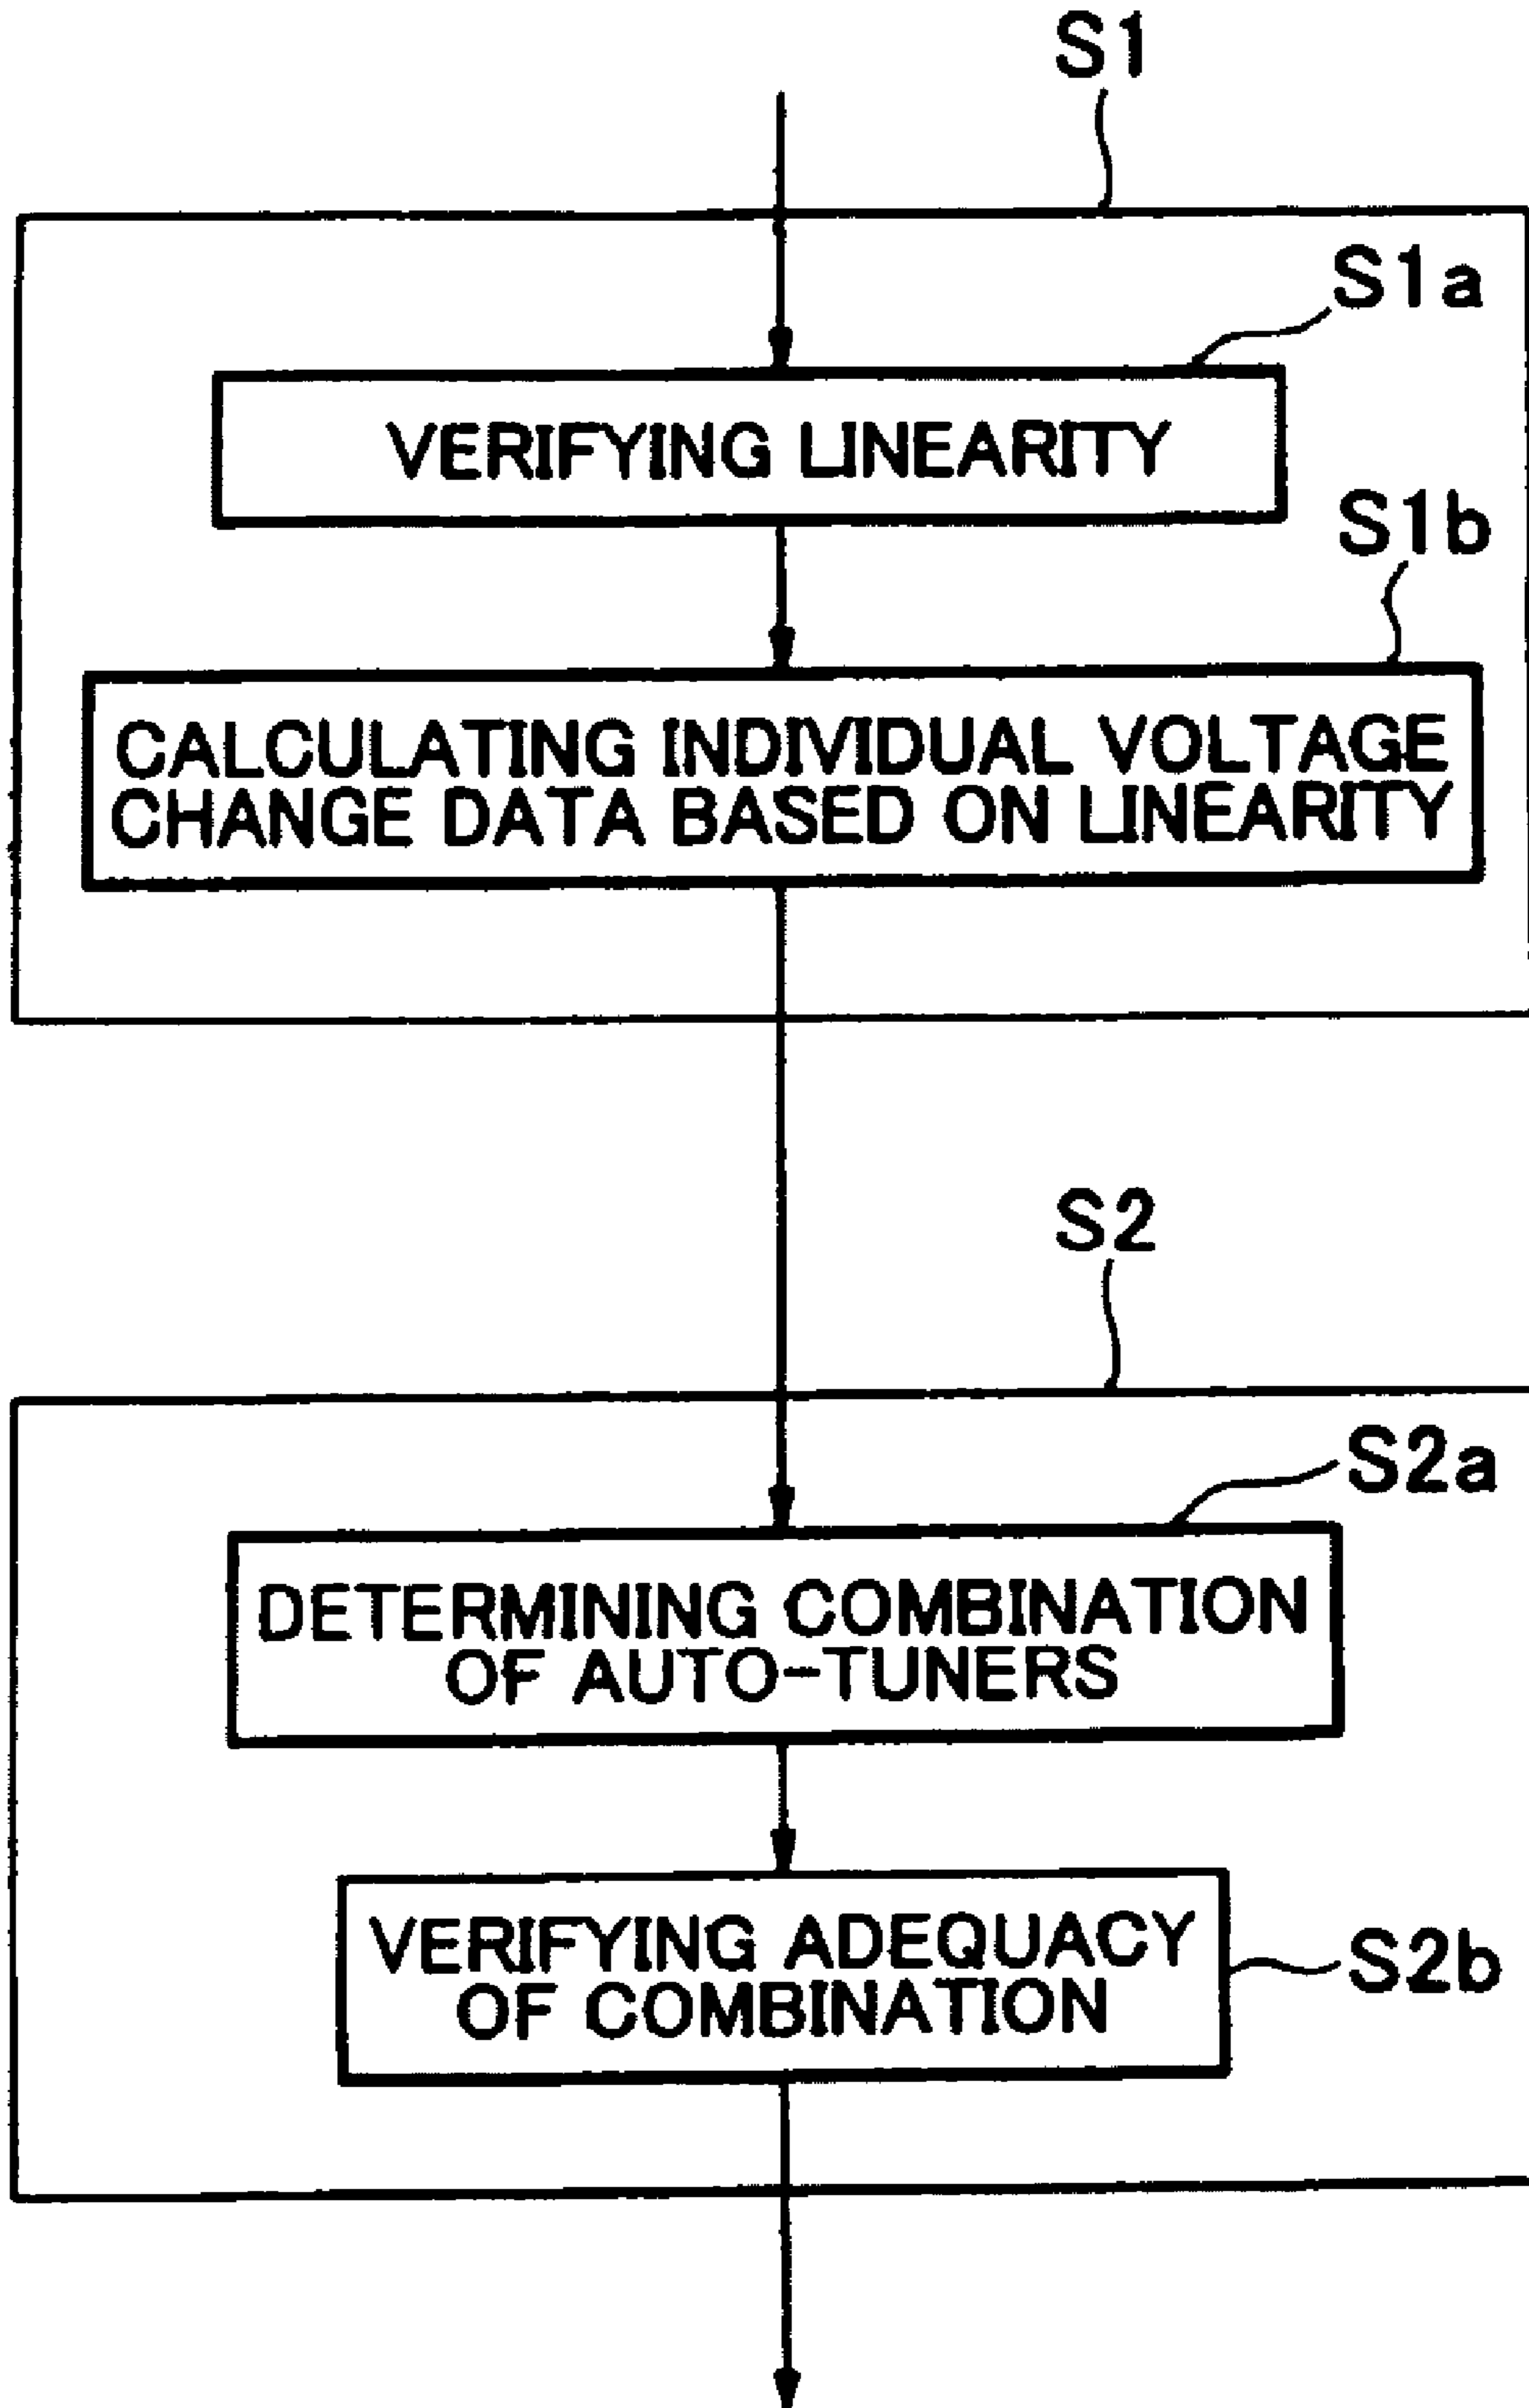 S1
S1a
VERIFYING LINEARITY
S1b
CALCULATING INDIVIDUAL VOLTAGE
CHANGE DATA BASED ON LINEARITY
S2
S2a
DETERMINING COMBINATION
OF AUTO-TUNERS
VERIFYING ADEQUACY
OF COMBINATION
S2b